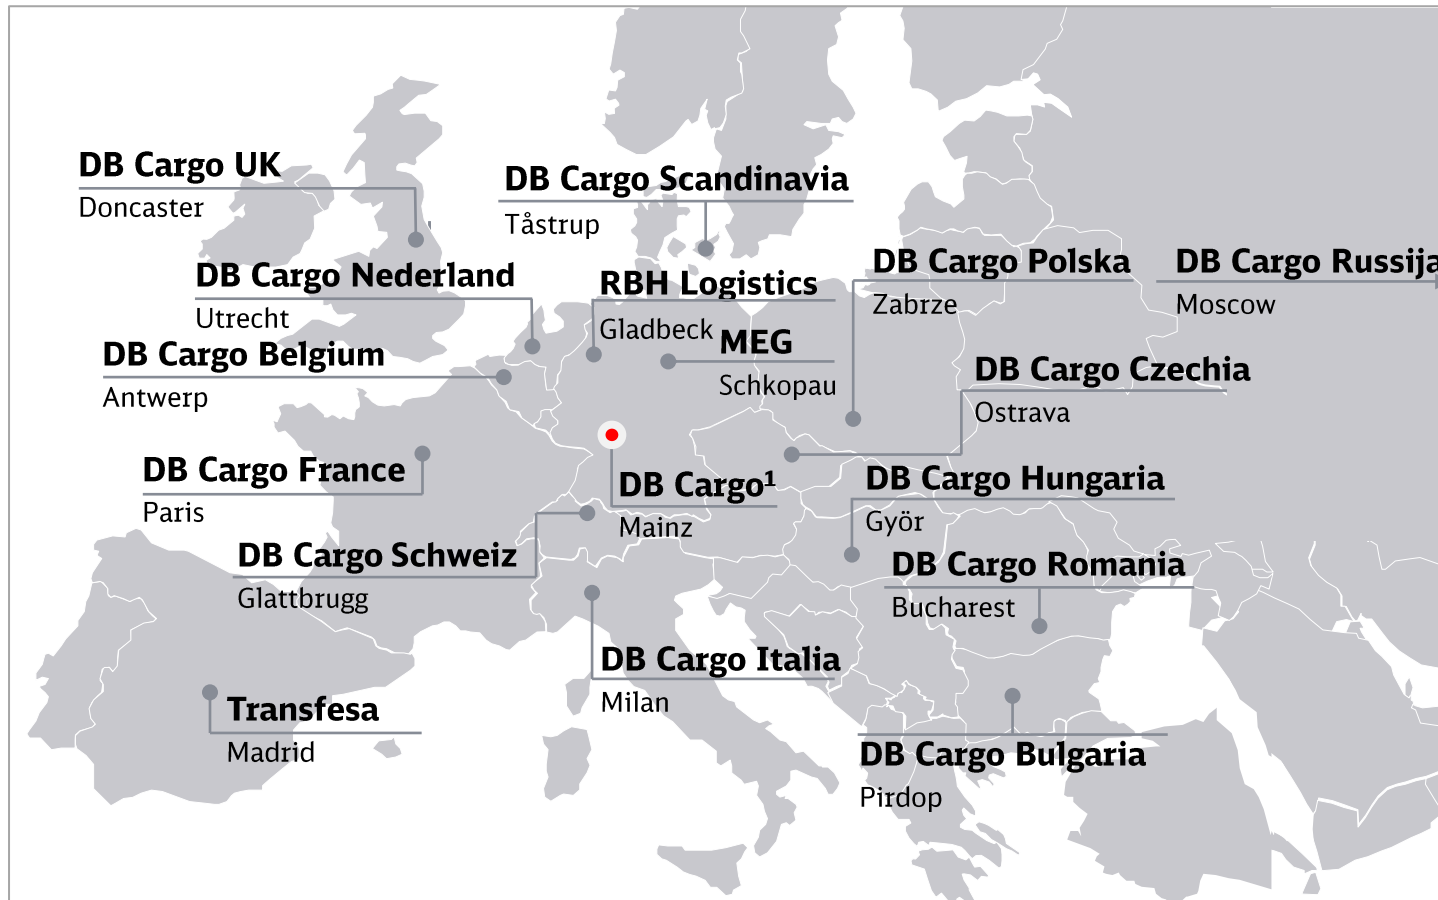 DB Cargo UK
Doncaster
DB Cargo Scandinavia
Tåstrup
DB Cargo Nederland
Utrecht
RBH Logistics
Gladbeck
DB Cargo Polska
Zabrze
DB Cargo Russija
Moscow
DB Cargo Belgium
Antwerp
MEG
Schkopau
DB Cargo Czechia
Ostrava
DB Cargo France
Paris
DB Cargo¹
Mainz
DB Cargo Hungaria
Györ
DB Cargo Schweiz
Glattbrugg
DB Cargo Romania
Bucharest
DB Cargo Italia
Milan
Transfesa
Madrid
DB Cargo Bulgaria
Pirdop